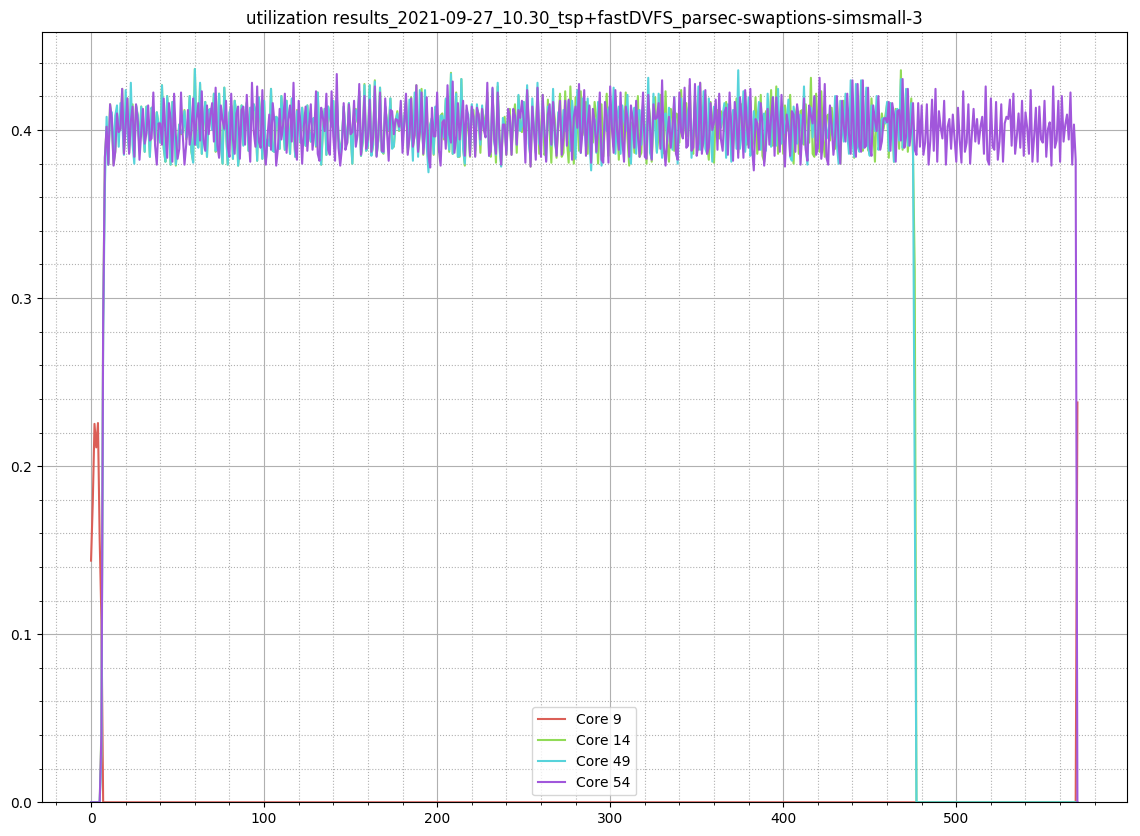 utilization results_2021-09-27_10.30_tsp+fastDVFS_parsec-swaptions-simsmall-3
0.4
0.3
0.2
0.1
0.0
Core 9
Core 14
Core 49
Core 54
0 100 200 300 400 500